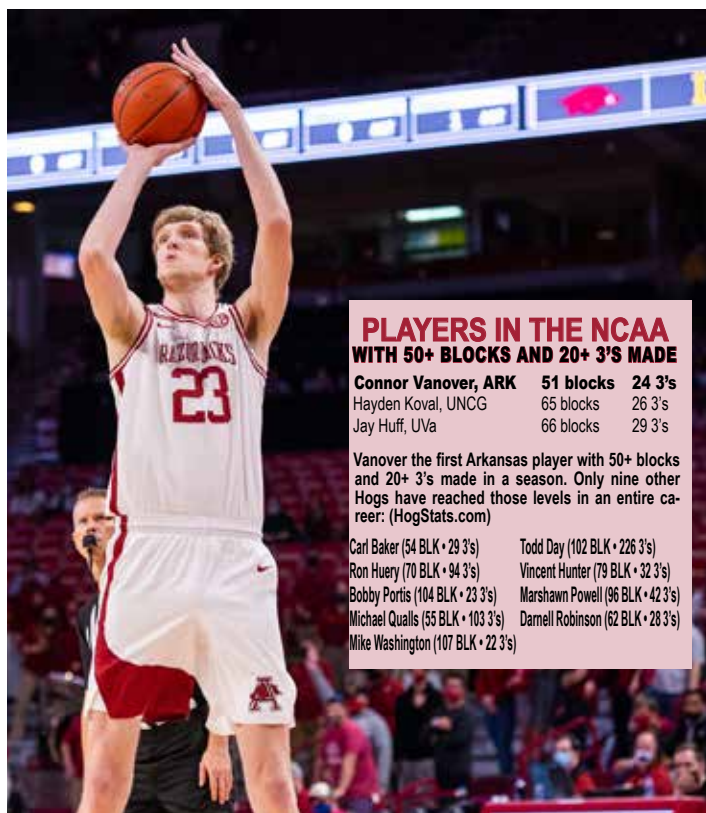 PLAYERS IN THE NCAA
WITH 50+ BLOCKS AND 20+ 3'S MADE
Connor Vanover, ARK 51 blocks 24 3's
Hayden Koval, UNCG 65 blocks 26 3's
Jay Huff, UVa 66 blocks 29 3's
Vanover the first Arkansas player with 50+ blocks
and 20+ 3's made in a season. Only nine other
Hogs have reached those levels in an entire ca-
reer: (HogStats.com)
Carl Baker (54 BLK • 29 3's) Todd Day (102 BLK • 226 3's)
Ron Huery (70 BLK • 94 3's) Vincent Hunter (79 BLK • 32 3's)
Bobby Portis (104 BLK • 23 3's) Marshawn Powell (96 BLK • 42 3's)
Michael Qualls (55 BLK • 103 3's) Darnell Robinson (62 BLK • 28 3's)
Mike Washington (107 BLK • 22 3's)
RAZORBACKS
23
A